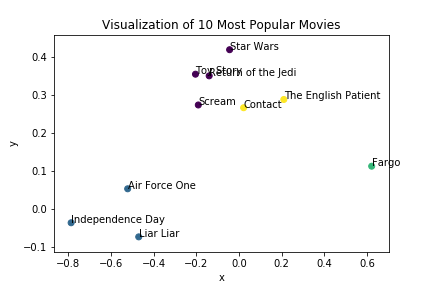 Visualization of 10 Most Popular Movies
Star Wars
Toy Story
Return of the Jedi
Scream
Contact
The English Patient
Fargo
Air Force One
Independence Day
Liar Liar
0.4
0.3
0.2
0.1
0.0
−0.1
y
−0.8 −0.6 −0.4 −0.2 0.0 0.2 0.4 0.6
x